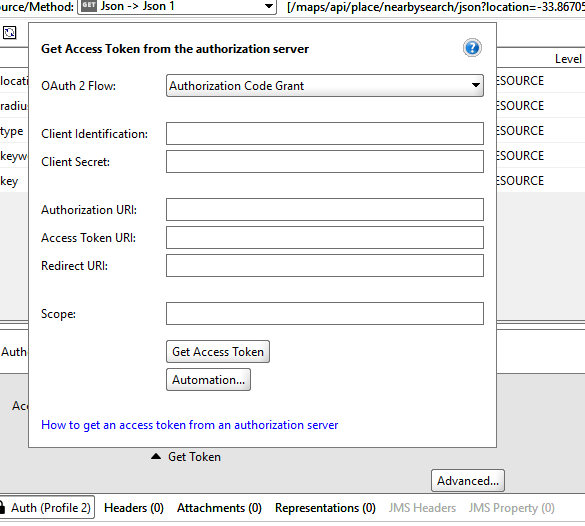 ource/Method: GET Json -> Json 1 [/maps/api/place/nearbysearch/json?location=-33.86705
Get Access Token from the authorization server ?
Level
OAuth 2 Flow: Authorization Code Grant
locati ESOURCE
radiu ESOURCE
type ESOURCE
Client Identification:
keyw ESOURCE
Client Secret:
key ESOURCE
Authorization URI:
Access Token URI:
Redirect URI:
Scope:
Get Access Token
Auth
Automation...
Acc
How to get an access token from an authorization server
Get Token
Advanced...
Auth (Profile 2) Headers (0) Attachments (0) Representations (0) JMS Headers JMS Property (0)